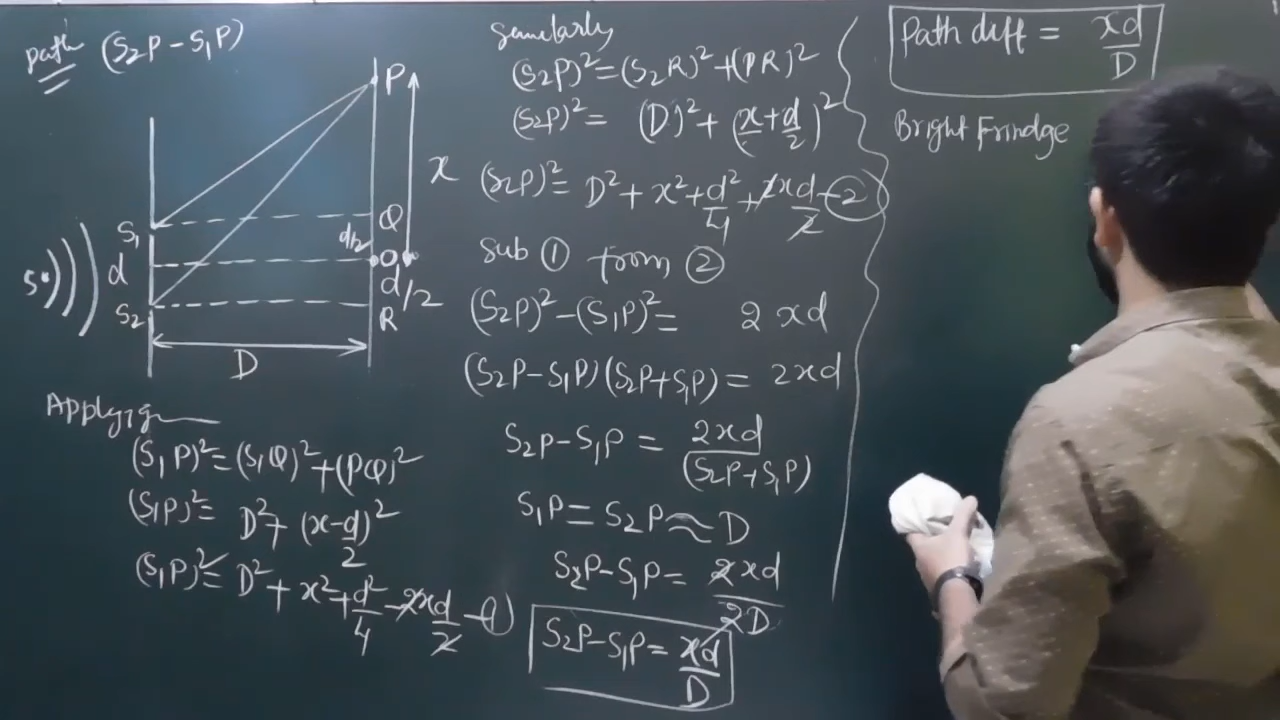 Path (S₂P - S₁P)
P
x
S₁
Q
d/2
S
d
O
d/2
S₂
R
D
(S₁P)² = (S₁Q)² + (PQ)²
(S₁P)² = D² + (x - d/2)²
(S₁P)² = D² + x² + d²/4 - 2xd/2 - ①
Similarly
(S₂P)² = (S₂R)² + (PR)²
(S₂P)² = (D)² + (x + d/2)²
(S₂P)² = D² + x² + d²/4 + 2xd/2 - ②
Sub ① from ②
(S₂P)² - (S₁P)² = 2xd
(S₂P - S₁P)(S₂P + S₁P) = 2xd
S₂P - S₁P = 2xd/(S₂P + S₁P)
S₁P = S₂P ≈ D
S₂P - S₁P = 2xd/2D
S₂P - S₁P = xd/D
Path diff = xd/D
Bright Frindge